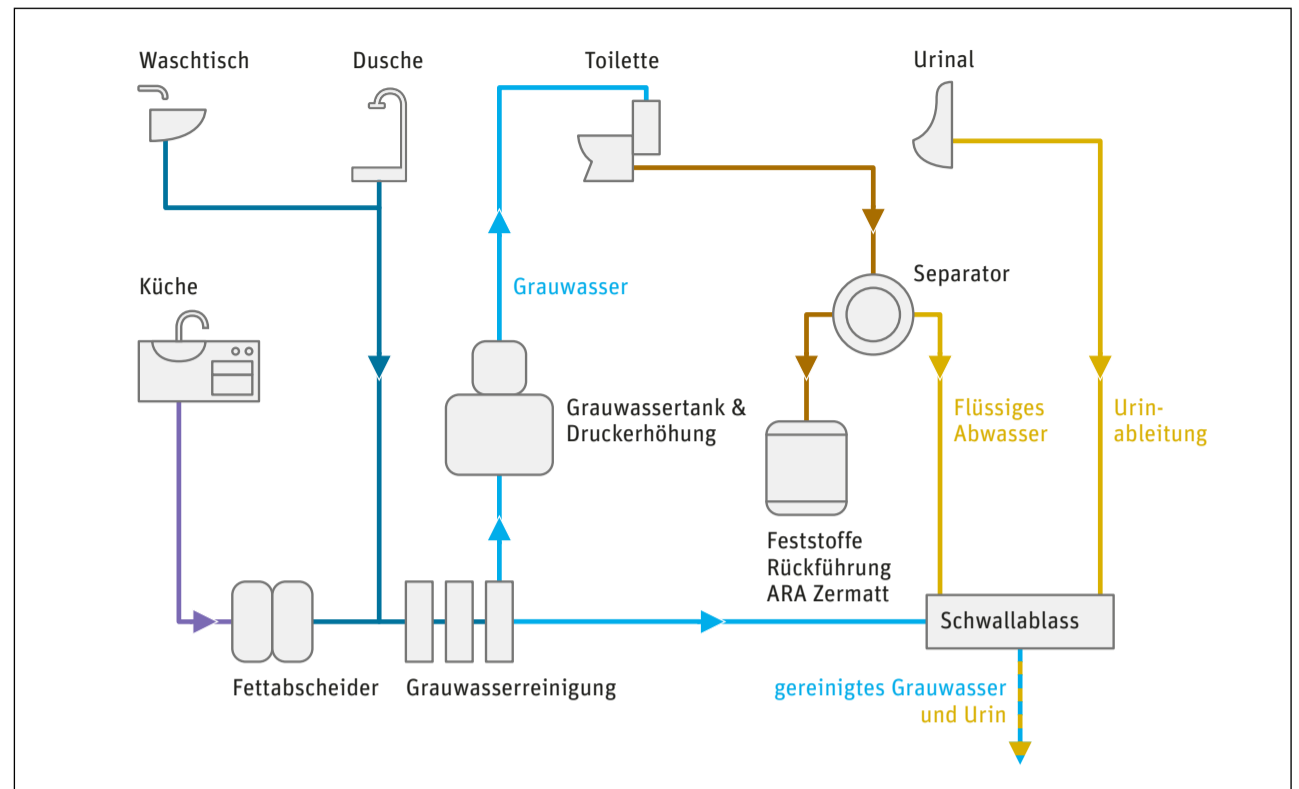 Waschtisch
Dusche
Toilette
Urinal
Küche
Grauwasser
Separator
Grauwassertank &
Druckerhöhung
Flüssiges
Abwasser
Urin-
ableitung
Feststoffe
Rückführung
ARA Zermatt
Schwallablass
Fettabscheider
Grauwasserreinigung
gereinigtes Grauwasser
und Urin